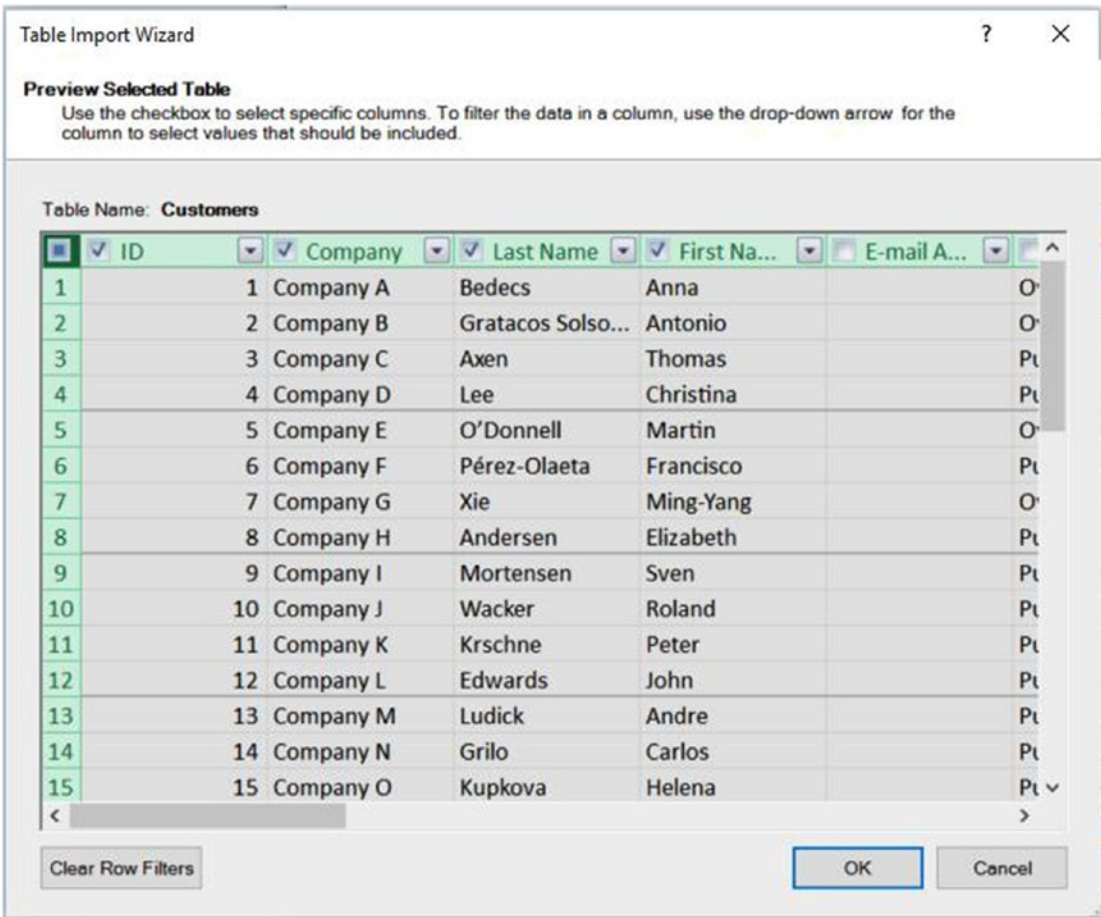 Table Import Wizard ?
Preview Selected Table
Use the checkbox to select specific columns. To filter the data in a column, use the drop-down arrow for the
column to select values that should be included.
Table Name: Customers
ID Company Last Name First Na... E-mail A...
1 1 Company A Bedecs Anna
2 2 Company B Gratacos Solso... Antonio
3 3 Company C Axen Thomas
4 4 Company D Lee Christina
5 5 Company E O'Donnell Martin
6 6 Company F Pérez-Olaeta Francisco
7 7 Company G Xie Ming-Yang
8 8 Company H Andersen Elizabeth
9 9 Company I Mortensen Sven
10 10 Company J Wacker Roland
11 11 Company K Krschne Peter
12 12 Company L Edwards John
13 13 Company M Ludick Andre
14 14 Company N Grilo Carlos
15 15 Company O Kupkova Helena
Clear Row Filters OK Cancel